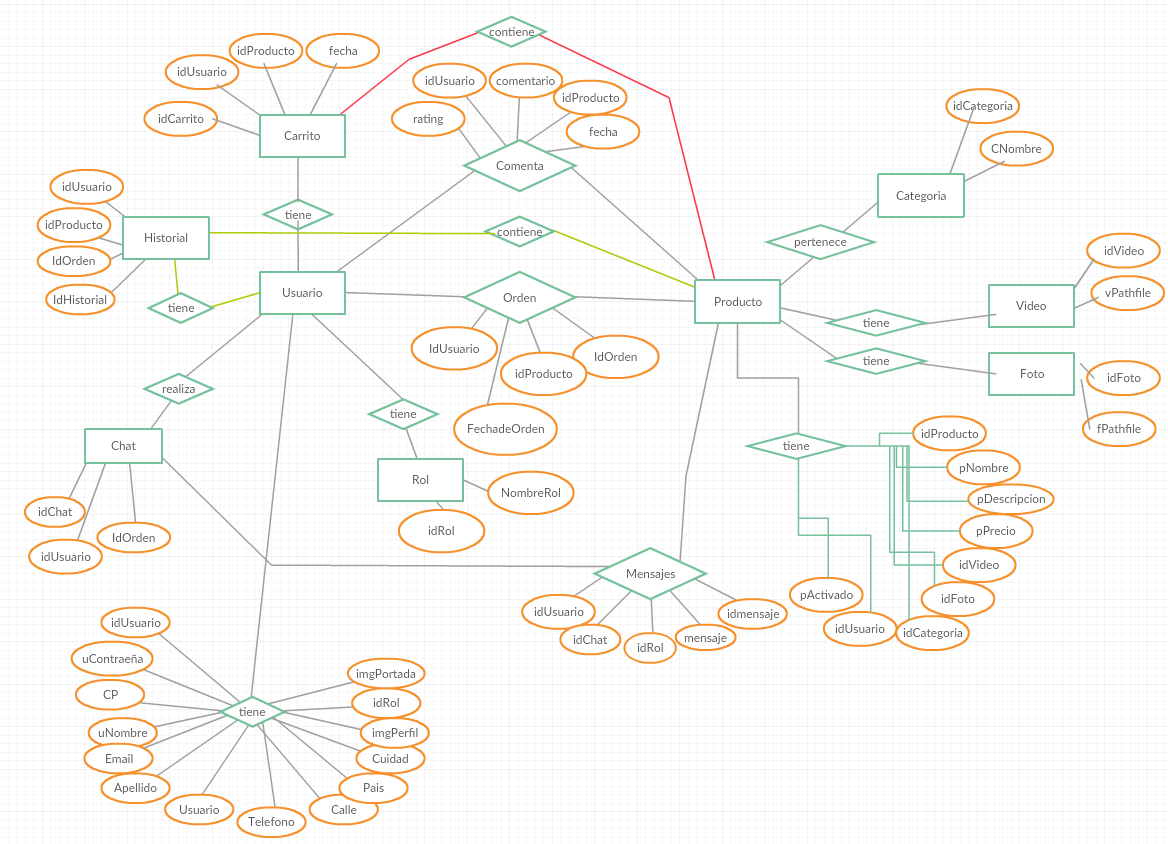 contiene
idProducto
fecha
idUsuario
idCarrito
Carrito
idUsuario
comentario
idProducto
rating
fecha
Comenta
idCategoria
CNombre
Categoria
idUsuario
idProducto
IdOrden
IdHistorial
Historial
tiene
contiene
pertenece
tiene
Usuario
Orden
Producto
idVideo
vPathfile
Video
tiene
tiene
Foto
idFoto
fPathfile
IdUsuario
idProducto
IdOrden
FechadeOrden
realiza
tiene
Chat
Rol
NombreRol
idRol
idChat
idUsuario
IdOrden
tiene
idProducto
pNombre
pDescripcion
pPrecio
idVideo
idFoto
idCategoria
idUsuario
pActivado
Mensajes
idUsuario
idChat
idRol
mensaje
idmensaje
idUsuario
uContraeña
CP
uNombre
Email
Apellido
Usuario
Telefono
Calle
Pais
Cuidad
imgPerfil
idRol
imgPortada
tiene